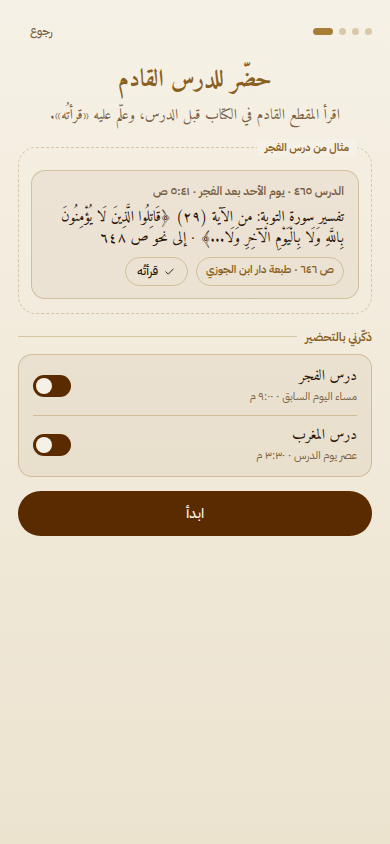 رجوع
حضّر للدرس القادم
اقرأ المقطع القادم في الكتاب قبل الدرس، وعلّم عليه «قرأتُه».
مثال من درس الفجر
الدرس ٤٦٥ · يوم الأحد بعد الفجر · ٥:٤١ ص
تفسير سورة التوبة: من الآية (٢٩) ﴿قَاتِلُوا الَّذِينَ لَا يُؤْمِنُونَ
بِاللَّهِ وَلَا بِالْيَوْمِ الْآخِرِ وَلَا...﴾ · إلى نحو ص ٦٤٨
ص ٦٤٦ · طبعة دار ابن الجوزي
✓ قرأتُه
ذكّرني بالتحضير
درس الفجر
مساء اليوم السابق · ٩:٠٠ م
درس المغرب
عصر يوم الدرس · ٣:٣٠ م
ابدأ